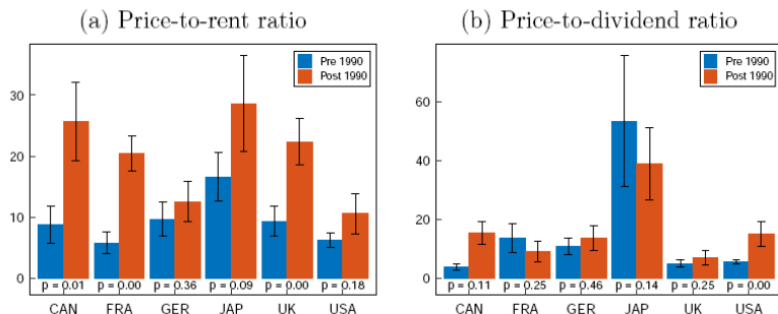 (a) Price-to-rent ratio
Pre 1990
Post 1990
30
20
10
0
p = 0.01 p = 0.00 p = 0.36 p = 0.09 p = 0.00 p = 0.18
CAN FRA GER JAP UK USA
(b) Price-to-dividend ratio
Pre 1990
Post 1990
60
40
20
0
p = 0.11 p = 0.25 p = 0.46 p = 0.14 p = 0.25 p = 0.00
CAN FRA GER JAP UK USA